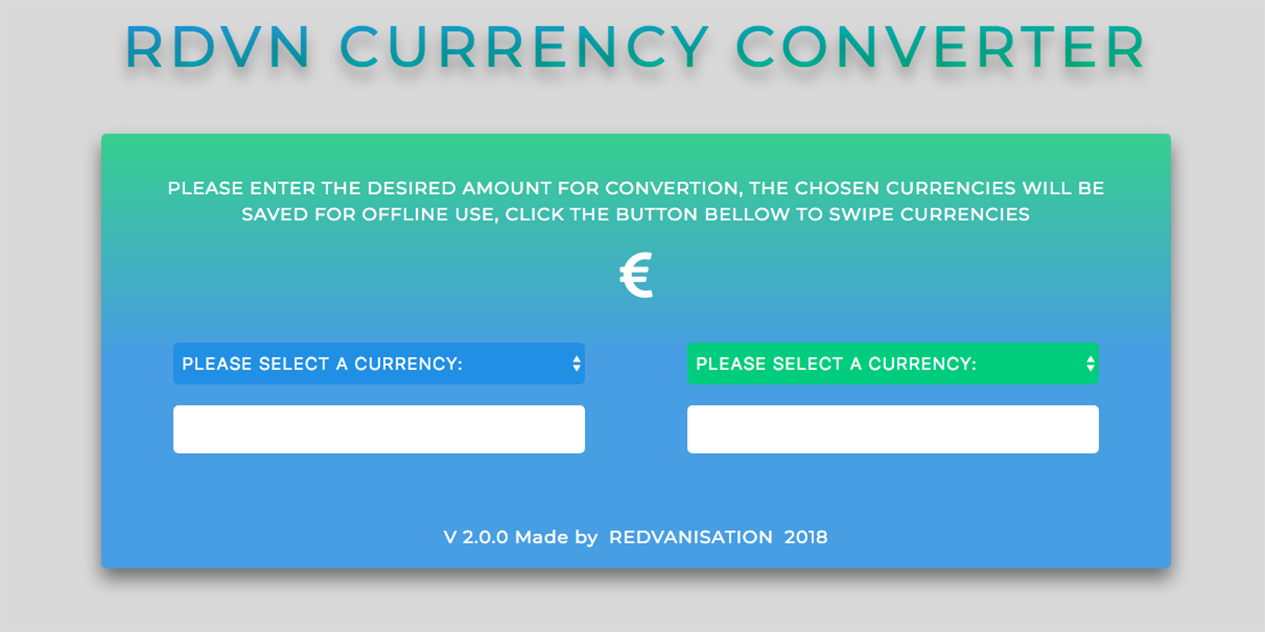 RDVN CURRENCY CONVERTER
PLEASE ENTER THE DESIRED AMOUNT FOR CONVERTION, THE CHOSEN CURRENCIES WILL BE
SAVED FOR OFFLINE USE, CLICK THE BUTTON BELLOW TO SWIPE CURRENCIES
€
PLEASE SELECT A CURRENCY:
PLEASE SELECT A CURRENCY:
V 2.0.0 Made by REDVANISATION 2018